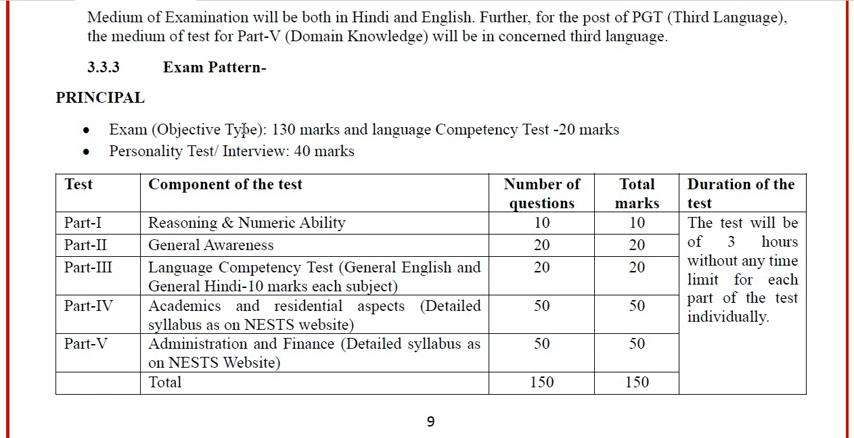 Medium of Examination will be both in Hindi and English. Further, for the post of PGT (Third Language),
the medium of test for Part-V (Domain Knowledge) will be in concerned third language.
3.3.3 Exam Pattern-
PRINCIPAL
• Exam (Objective Type): 130 marks and language Competency Test -20 marks
• Personality Test/ Interview: 40 marks
Test Component of the test Number of questions Total marks Duration of the test
Part-I Reasoning & Numeric Ability 10 10 The test will be
Part-II General Awareness 20 20 of 3 hours
Part-III Language Competency Test (General English and 20 20 without any time
General Hindi-10 marks each subject) limit for each
Part-IV Academics and residential aspects (Detailed 50 50 part of the test
syllabus as on NESTS website) individually.
Part-V Administration and Finance (Detailed syllabus as 50 50
on NESTS Website)
Total 150 150
9